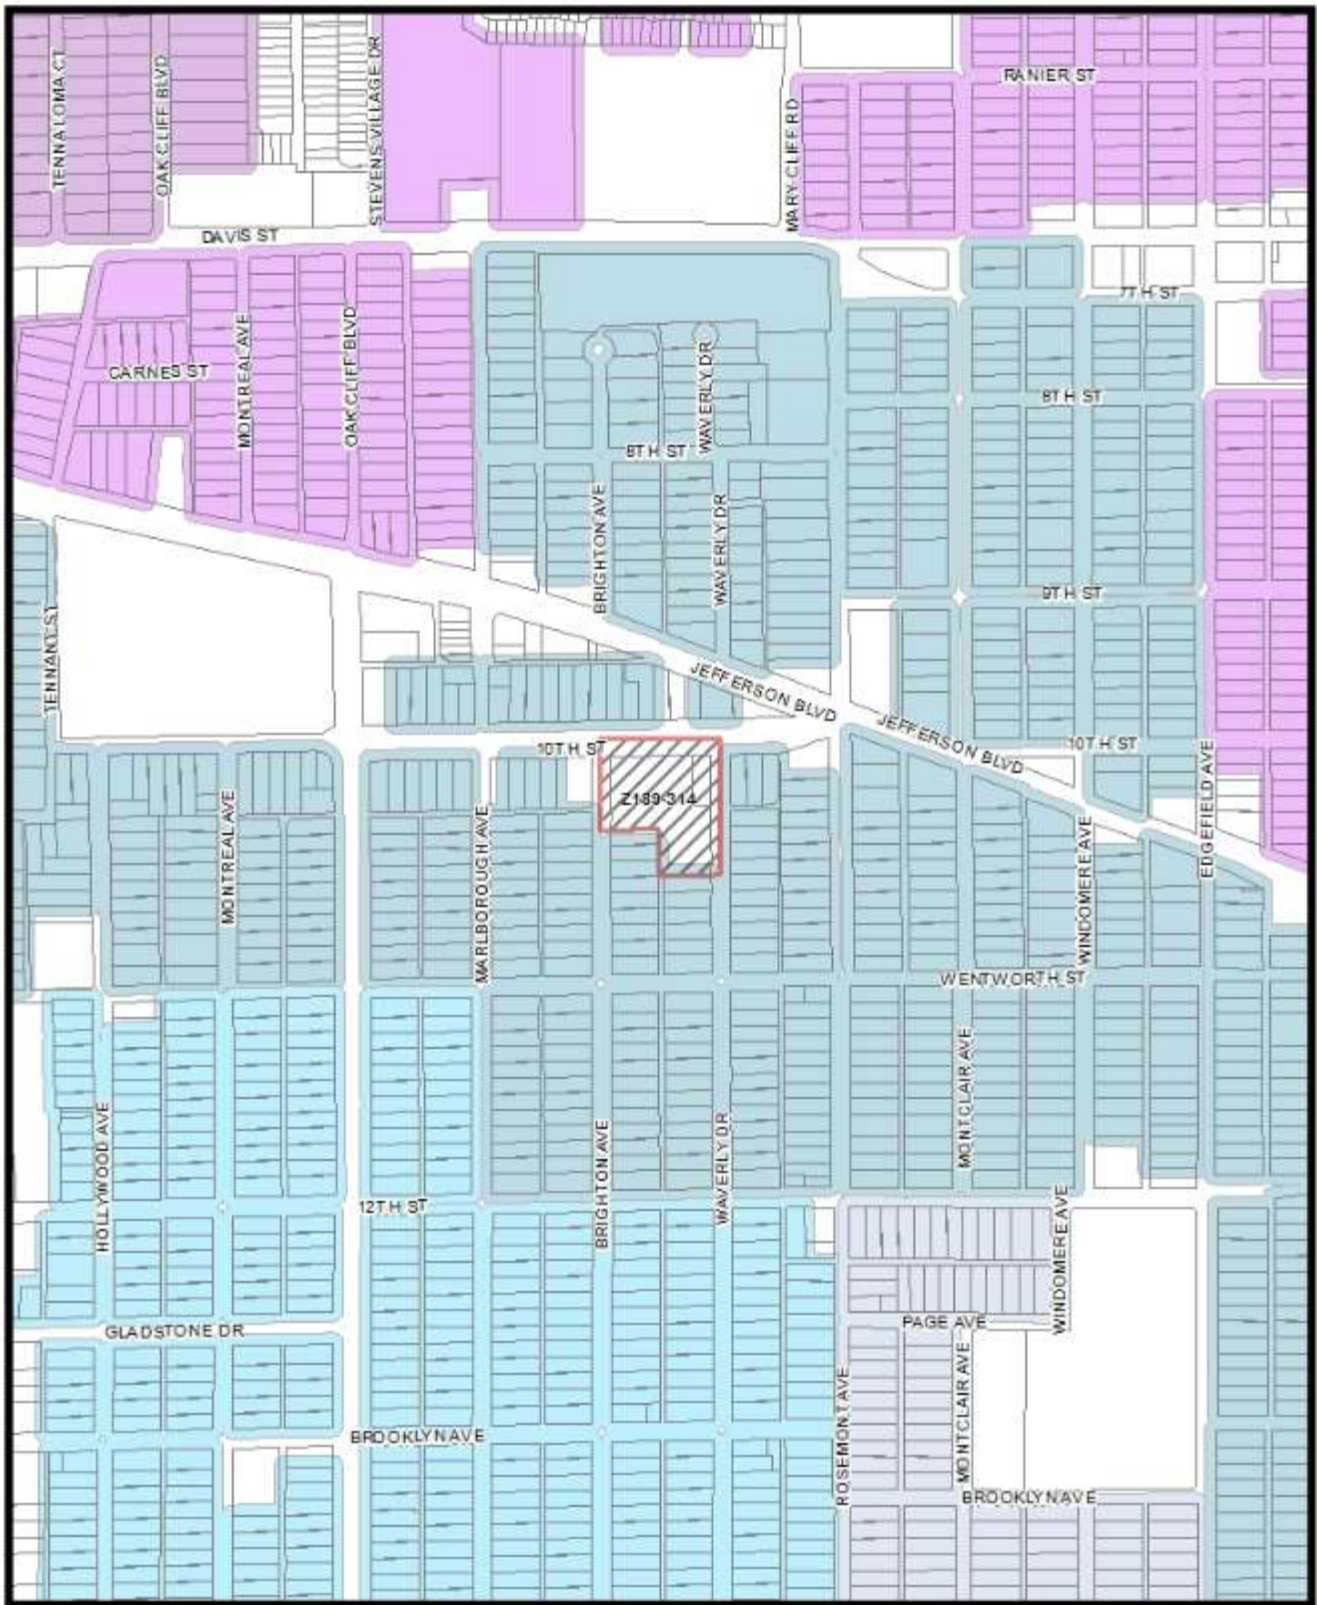 TENNALOMA CT
OAK CLIFF BLVD
STEVENS VILLAGE DR
MARY CLIFF RD
RANIER ST
DAVIS ST
7TH ST
CARNES ST
MONTREAL AVE
OAK CLIFF BLVD
WAVERLY DR
8TH ST
8TH ST
BRIGHTON AVE
WAVERLY DR
9TH ST
TENNANT ST
JEFFERSON BLVD
JEFFERSON BLVD
10TH ST
10TH ST
EDGEFIELD AVE
Z189-314
MONTREAL AVE
MARLBOROUGH AVE
WINDOMERE AVE
WENTWORTH ST
MONTCLAIR AVE
HOLLYWOOD AVE
BRIGHTON AVE
WAVERLY DR
12TH ST
WINDOMERE AVE
GLADSTONE DR
PAGE AVE
ROSEMONT AVE
MONTCLAIR AVE
BROOKLYN AVE
BROOKLYN AVE